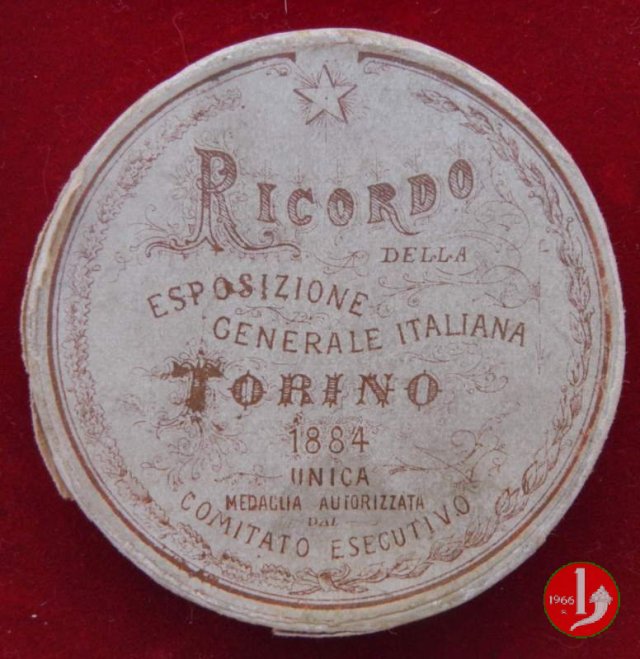 RICORDO
DELLA
ESPOSIZIONE
GENERALE ITALIANA
TORINO
1884
UNICA
MEDAGLIA AUTORIZZATA
DAL
COMITATO ESECUTIVO
1966